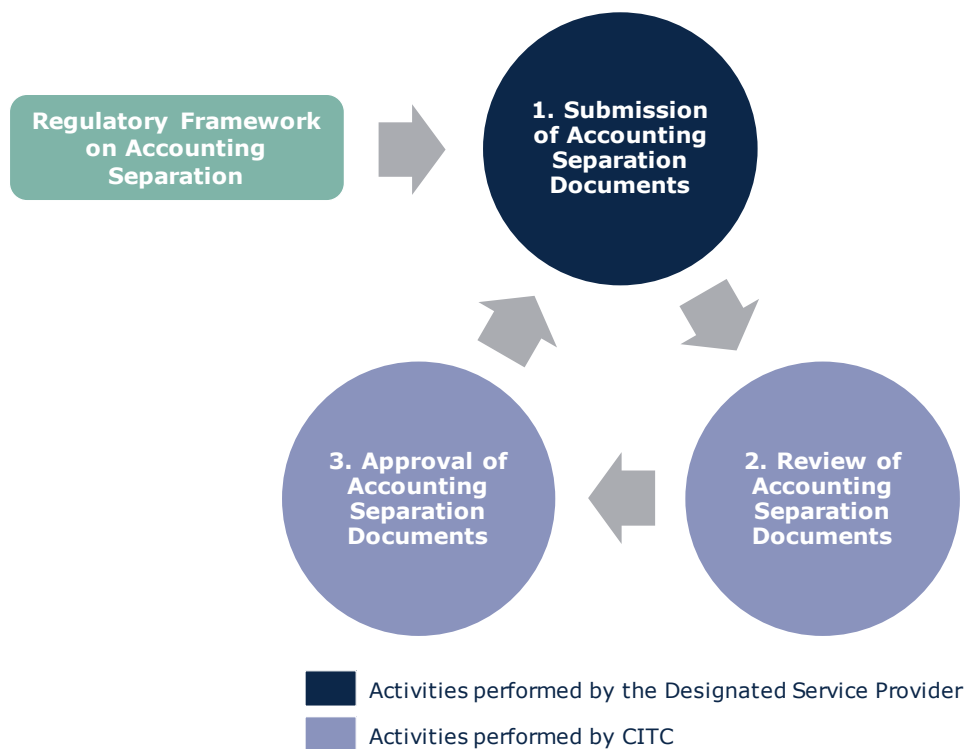 Regulatory Framework
on Accounting
Separation
1. Submission
of Accounting
Separation
Documents
2. Review of
Accounting
Separation
Documents
3. Approval of
Accounting
Separation
Documents
Activities performed by the Designated Service Provider
Activities performed by CITC